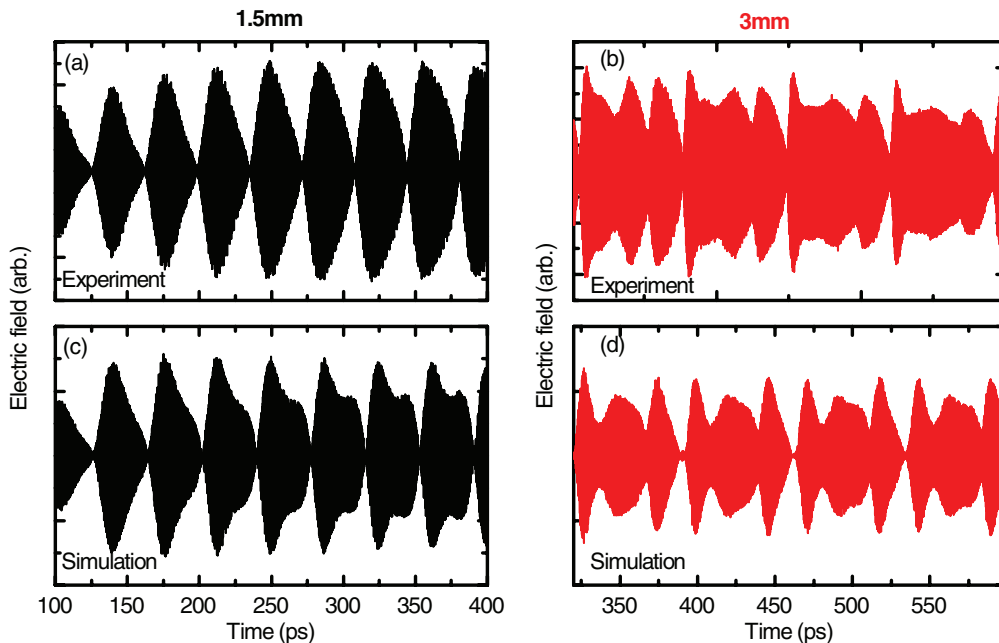 1.5mm
3mm
(a)
(b)
Experiment
Experiment
Electric field (arb.)
Electric field (arb.)
(c)
(d)
Simulation
Simulation
100 150 200 250 300 350 400
350 400 450 500 550
Time (ps)
Time (ps)